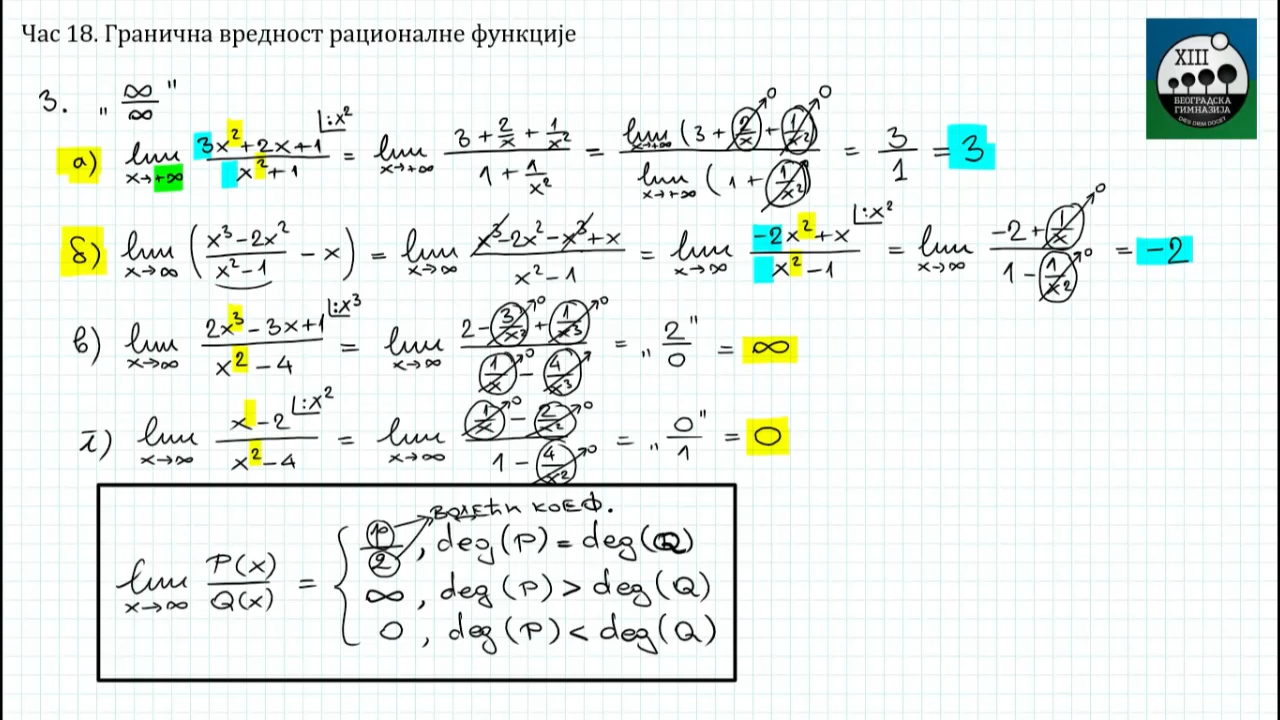 Час 18. Гранична вредност рационалне функције
XIII
БЕОГРАДСКА
ГИМНАЗИЈА
3. „ ∞/∞ "
а) lim x→+∞ (3x²+2x+1)/(x²+1) |:x² = lim x→+∞ (3 + 2/x + 1/x²)/(1 + 1/x²) = lim x→+∞ (3 + 2/x + 1/x²) / lim x→+∞ (1 + 1/x²) = 3/1 = 3
б) lim x→∞ ((x³-2x²)/(x²-1) - x) = lim x→∞ (x³-2x²-x³+x)/(x²-1) = lim x→∞ (-2x²+x)/(x²-1) |:x² = lim x→∞ (-2 + 1/x)/(1 - 1/x²) = -2
в) lim x→∞ (2x³-3x+1)/(x²-4) |:x³ = lim x→∞ (2 - 3/x² + 1/x³)/(1/x - 4/x³) = „ 2/0 " = ∞
г) lim x→∞ (x-2)/(x²-4) |:x² = lim x→∞ (1/x - 2/x²)/(1 - 4/x²) = „ 0/1 " = 0
водећи коеф.
lim x→∞ P(x)/Q(x) = { 10/2, deg(P) = deg(Q)
∞, deg(P) > deg(Q)
0, deg(P) < deg(Q)